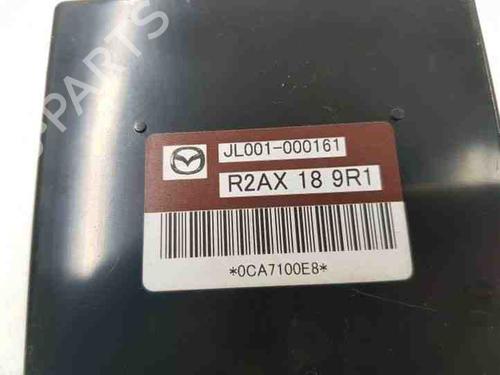 PARTS
JL001-000161
R2AX 18 9R1
*0CA7100E8*